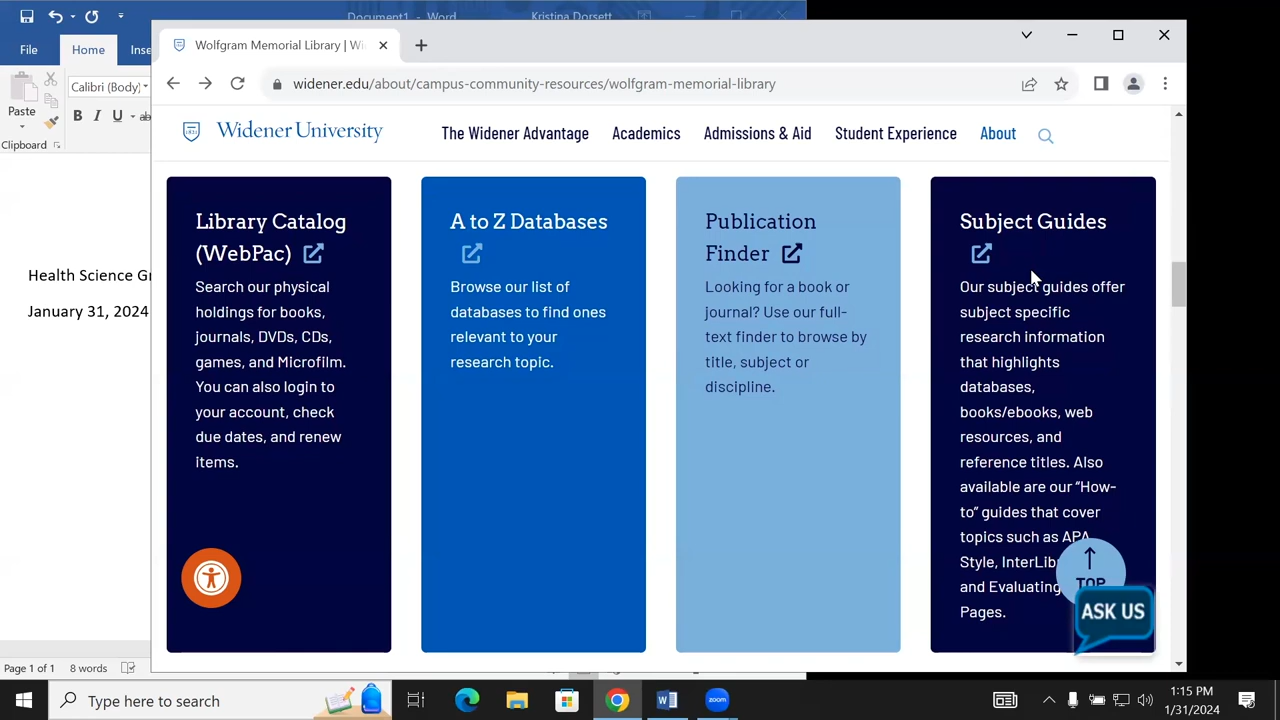 Document1 - Word
Kristina Dorsett
File
Home
Inse
Paste
Calibri (Body)
B I U ab
Clipboard
Health Science Gr
January 31, 2024
Page 1 of 1
8 words
Wolfgram Memorial Library | Wi
widener.edu/about/campus-community-resources/wolfgram-memorial-library
Widener University
The Widener Advantage
Academics
Admissions & Aid
Student Experience
About
Library Catalog
(WebPac)
Search our physical
holdings for books,
journals, DVDs, CDs,
games, and Microfilm.
You can also login to
your account, check
due dates, and renew
items.
A to Z Databases
Browse our list of
databases to find ones
relevant to your
research topic.
Publication
Finder
Looking for a book or
journal? Use our full-
text finder to browse by
title, subject or
discipline.
Subject Guides
Our subject guides offer
subject specific
research information
that highlights
databases,
books/ebooks, web
resources, and
reference titles. Also
available are our “How-
to” guides that cover
topics such as APA
Style, InterLib
and Evaluating
Pages.
TOP
ASK US
Type here to search
zoom
1:15 PM
1/31/2024